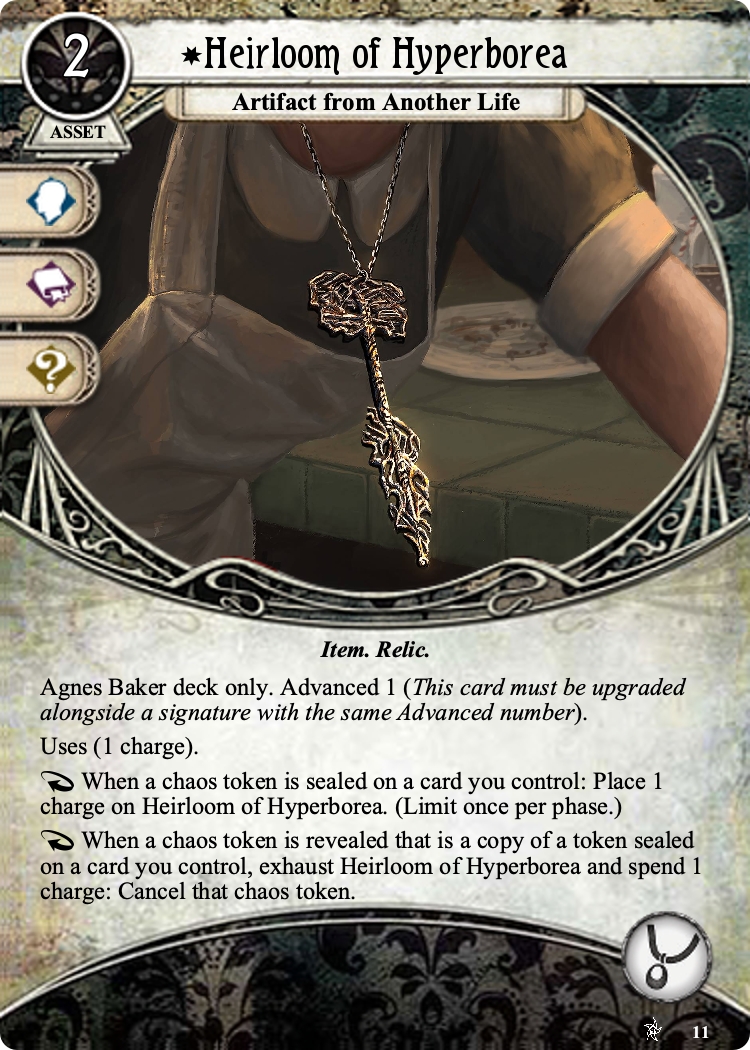 2
Heirloom of Hyperborea
Artifact from Another Life
ASSET
?
Item. Relic.
Agnes Baker deck only. Advanced 1 (This card must be upgraded
alongside a signature with the same Advanced number).
Uses (1 charge).
When a chaos token is sealed on a card you control: Place 1
charge on Heirloom of Hyperborea. (Limit once per phase.)
When a chaos token is revealed that is a copy of a token sealed
on a card you control, exhaust Heirloom of Hyperborea and spend 1
charge: Cancel that chaos token.
11